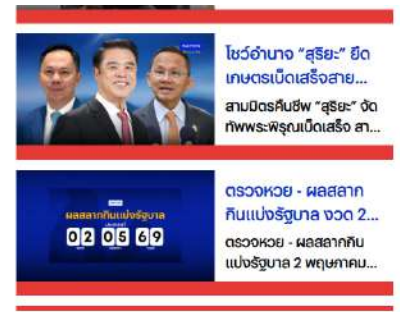 โชว์อำนาจ “สุริยะ” ยึด
เกษตรเบ็ดเสร็จสาย...
สามมิตรคืนชีพ “สุริยะ” จัด
ทัพพระพิรุณเบ็ดเสร็จ สา...
ผลสลากกินแบ่งรัฐบาล
02 05 69
ตรวจหวย - ผลสลาก
กินแบ่งรัฐบาล งวด 2...
ตรวจหวย - ผลสลากกิน
แบ่งรัฐบาล 2 พฤษภาคม...